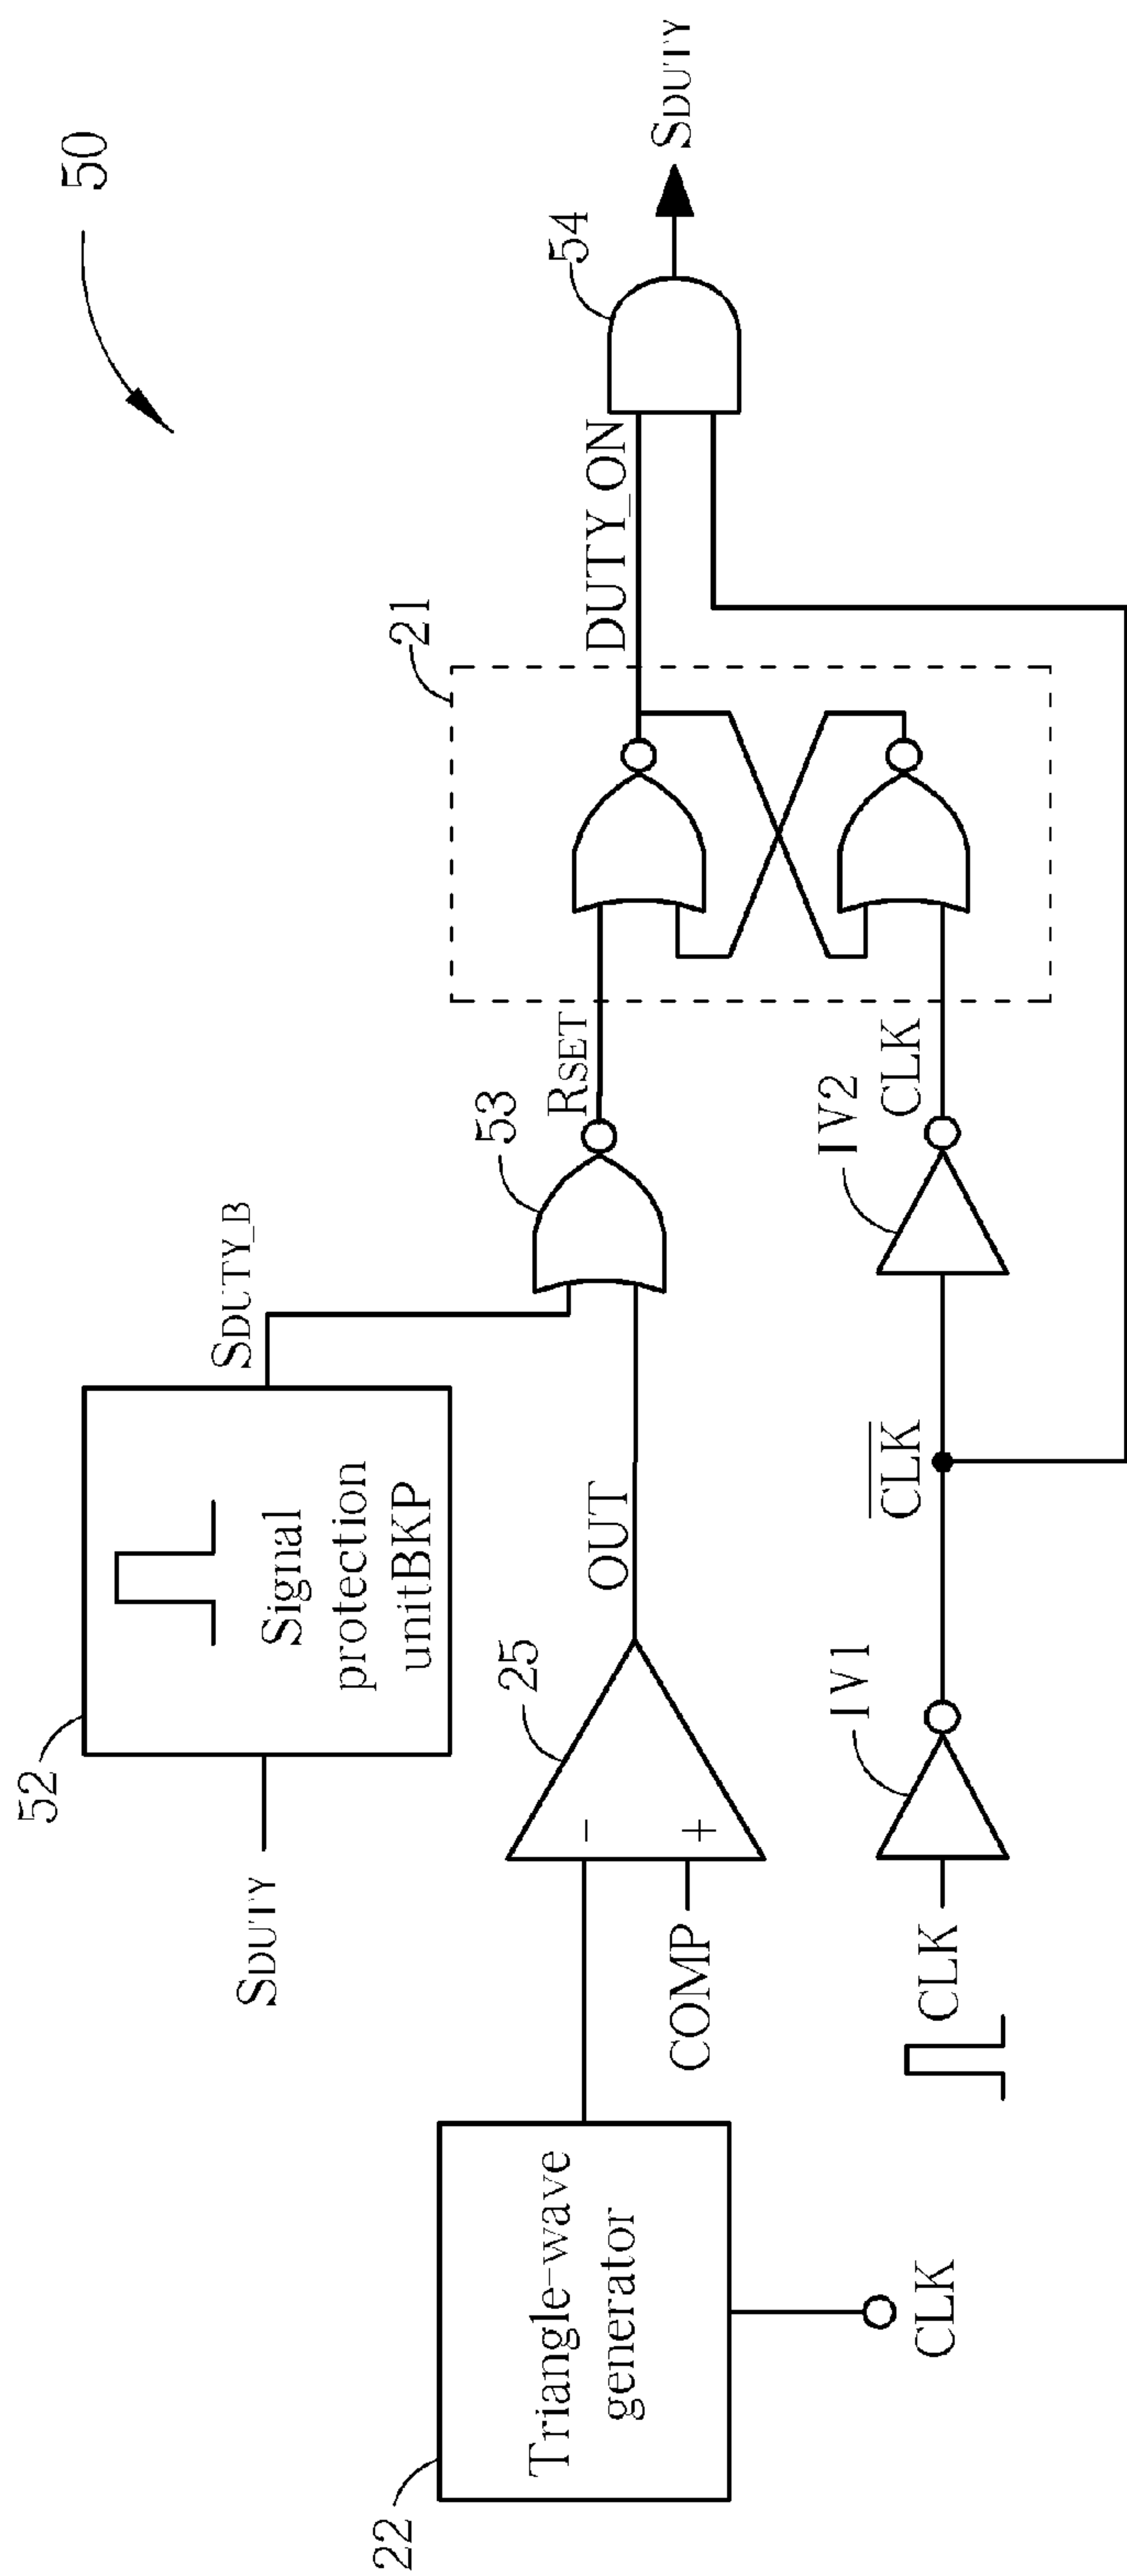 50
52
SDUTY
Signal
protection
unitBKP
SDUTY_B
53
RSET
21
DUTY_ON
54
SDUTY
22
Triangle-wave
generator
CLK
25
-
+
COMP
OUT
CLK
IV1
CLK
IV2
CLK